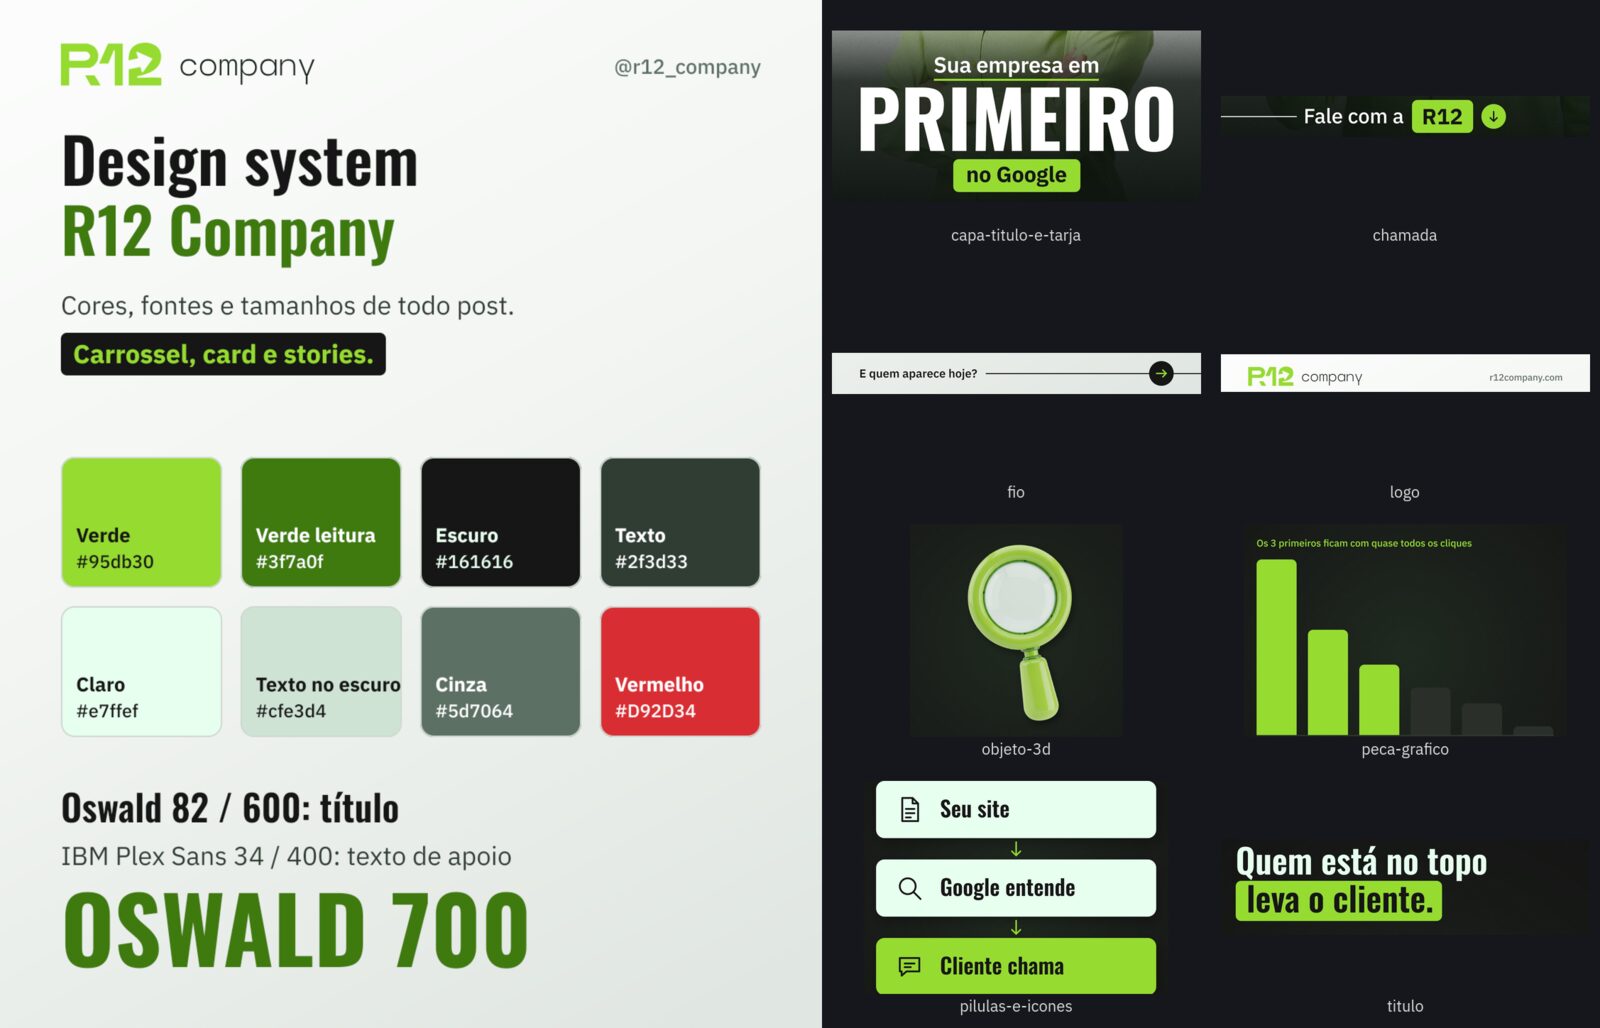 R12 company
@r12_company
Design system
R12 Company
Cores, fontes e tamanhos de todo post.
Carrossel, card e stories.
Verde
#95db30
Verde leitura
#3f7a0f
Escuro
#161616
Texto
#2f3d33
Claro
#e7ffef
Texto no escuro
#cfe3d4
Cinza
#5d7064
Vermelho
#D92D34
Oswald 82 / 600: título
IBM Plex Sans 34 / 400: texto de apoio
OSWALD 700
Sua empresa em
PRIMEIRO
no Google
capa-titulo-e-tarja
Fale com a R12
chamada
E quem aparece hoje?
fio
R12 company
r12company.com
logo
objeto-3d
Os 3 primeiros ficam com quase todos os cliques
peca-grafico
Seu site
Google entende
Cliente chama
pilulas-e-icones
Quem está no topo
leva o cliente.
titulo